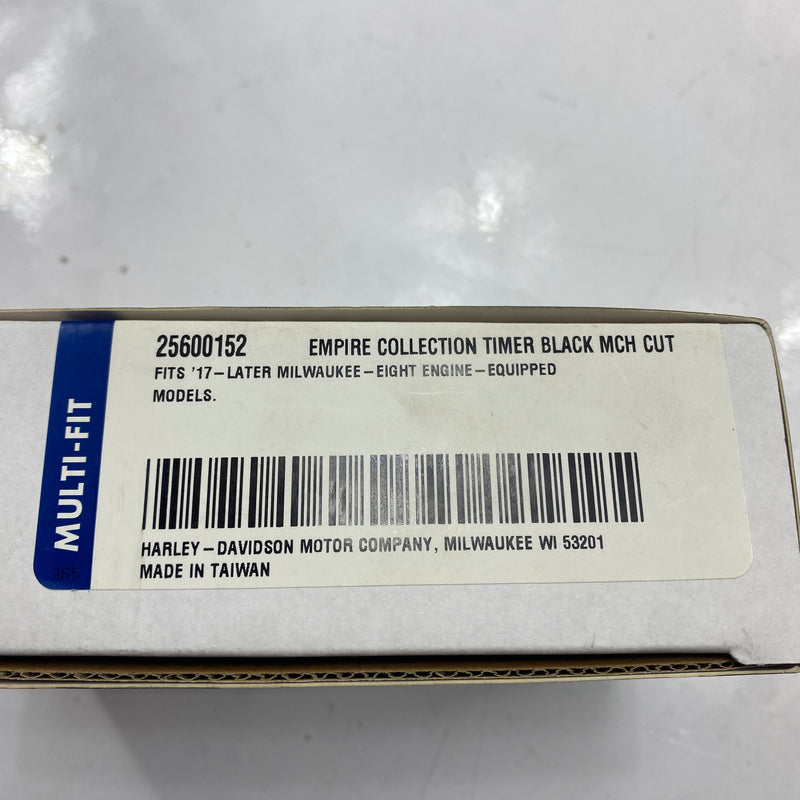 MULTI-FIT
365
25600152 EMPIRE COLLECTION TIMER BLACK MCH CUT
FITS '17-LATER MILWAUKEE-EIGHT ENGINE-EQUIPPED
MODELS.
HARLEY-DAVIDSON MOTOR COMPANY, MILWAUKEE WI 53201
MADE IN TAIWAN